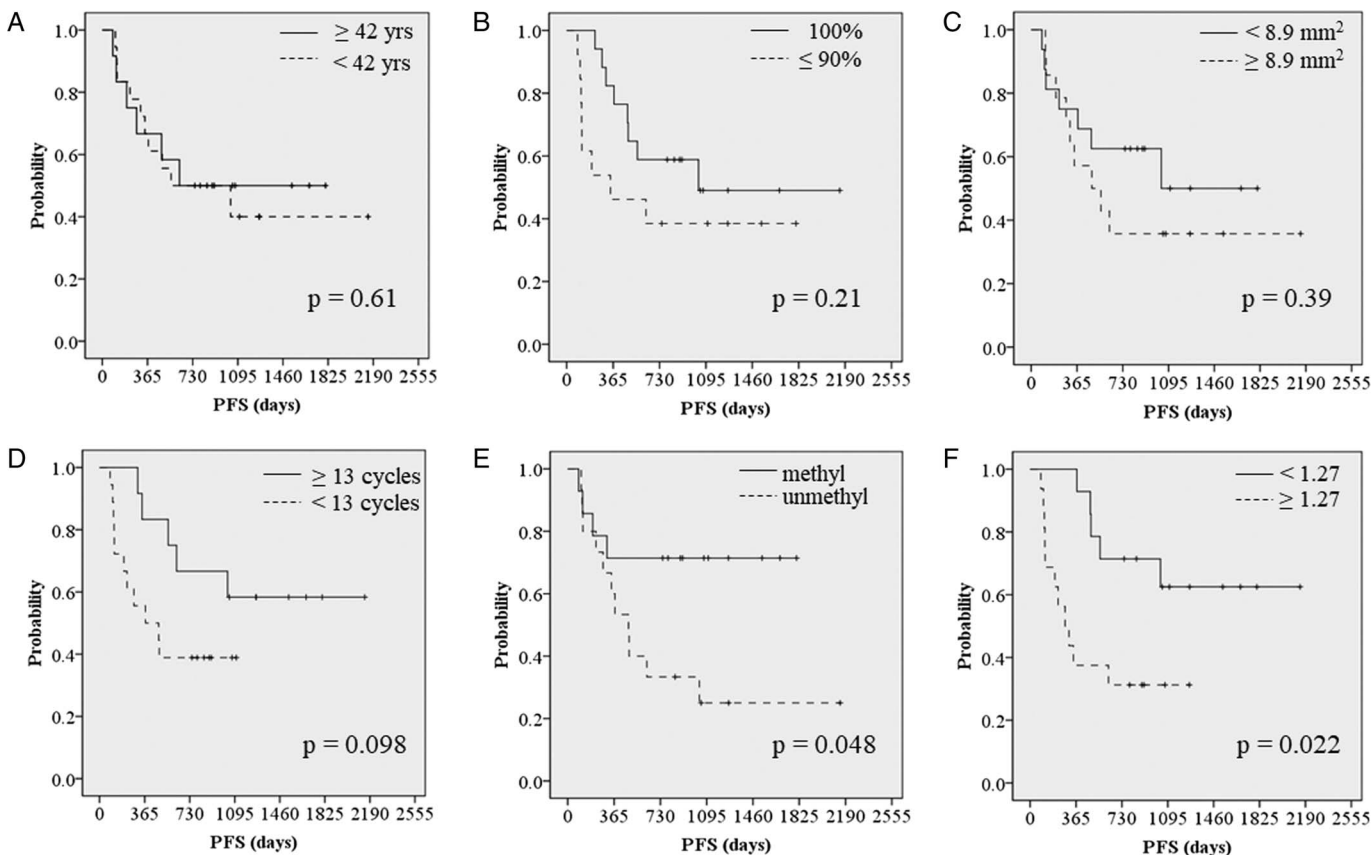 A
≥ 42 yrs
< 42 yrs
1.0
0.8
0.6
0.4
0.2
0.0
Probability
p = 0.61
0 365 730 1095 1460 1825 2190 2555
PFS (days)
B
100%
≤ 90%
1.0
0.8
0.6
0.4
0.2
0.0
Probability
p = 0.21
0 365 730 1095 1460 1825 2190 2555
PFS (days)
C
< 8.9 mm²
≥ 8.9 mm²
1.0
0.8
0.6
0.4
0.2
0.0
Probability
p = 0.39
0 365 730 1095 1460 1825 2190 2555
PFS (days)
D
≥ 13 cycles
< 13 cycles
1.0
0.8
0.6
0.4
0.2
0.0
Probability
p = 0.098
0 365 730 1095 1460 1825 2190 2555
PFS (days)
E
methyl
unmethyl
1.0
0.8
0.6
0.4
0.2
0.0
Probability
p = 0.048
0 365 730 1095 1460 1825 2190 2555
PFS (days)
F
< 1.27
≥ 1.27
1.0
0.8
0.6
0.4
0.2
0.0
Probability
p = 0.022
0 365 730 1095 1460 1825 2190 2555
PFS (days)